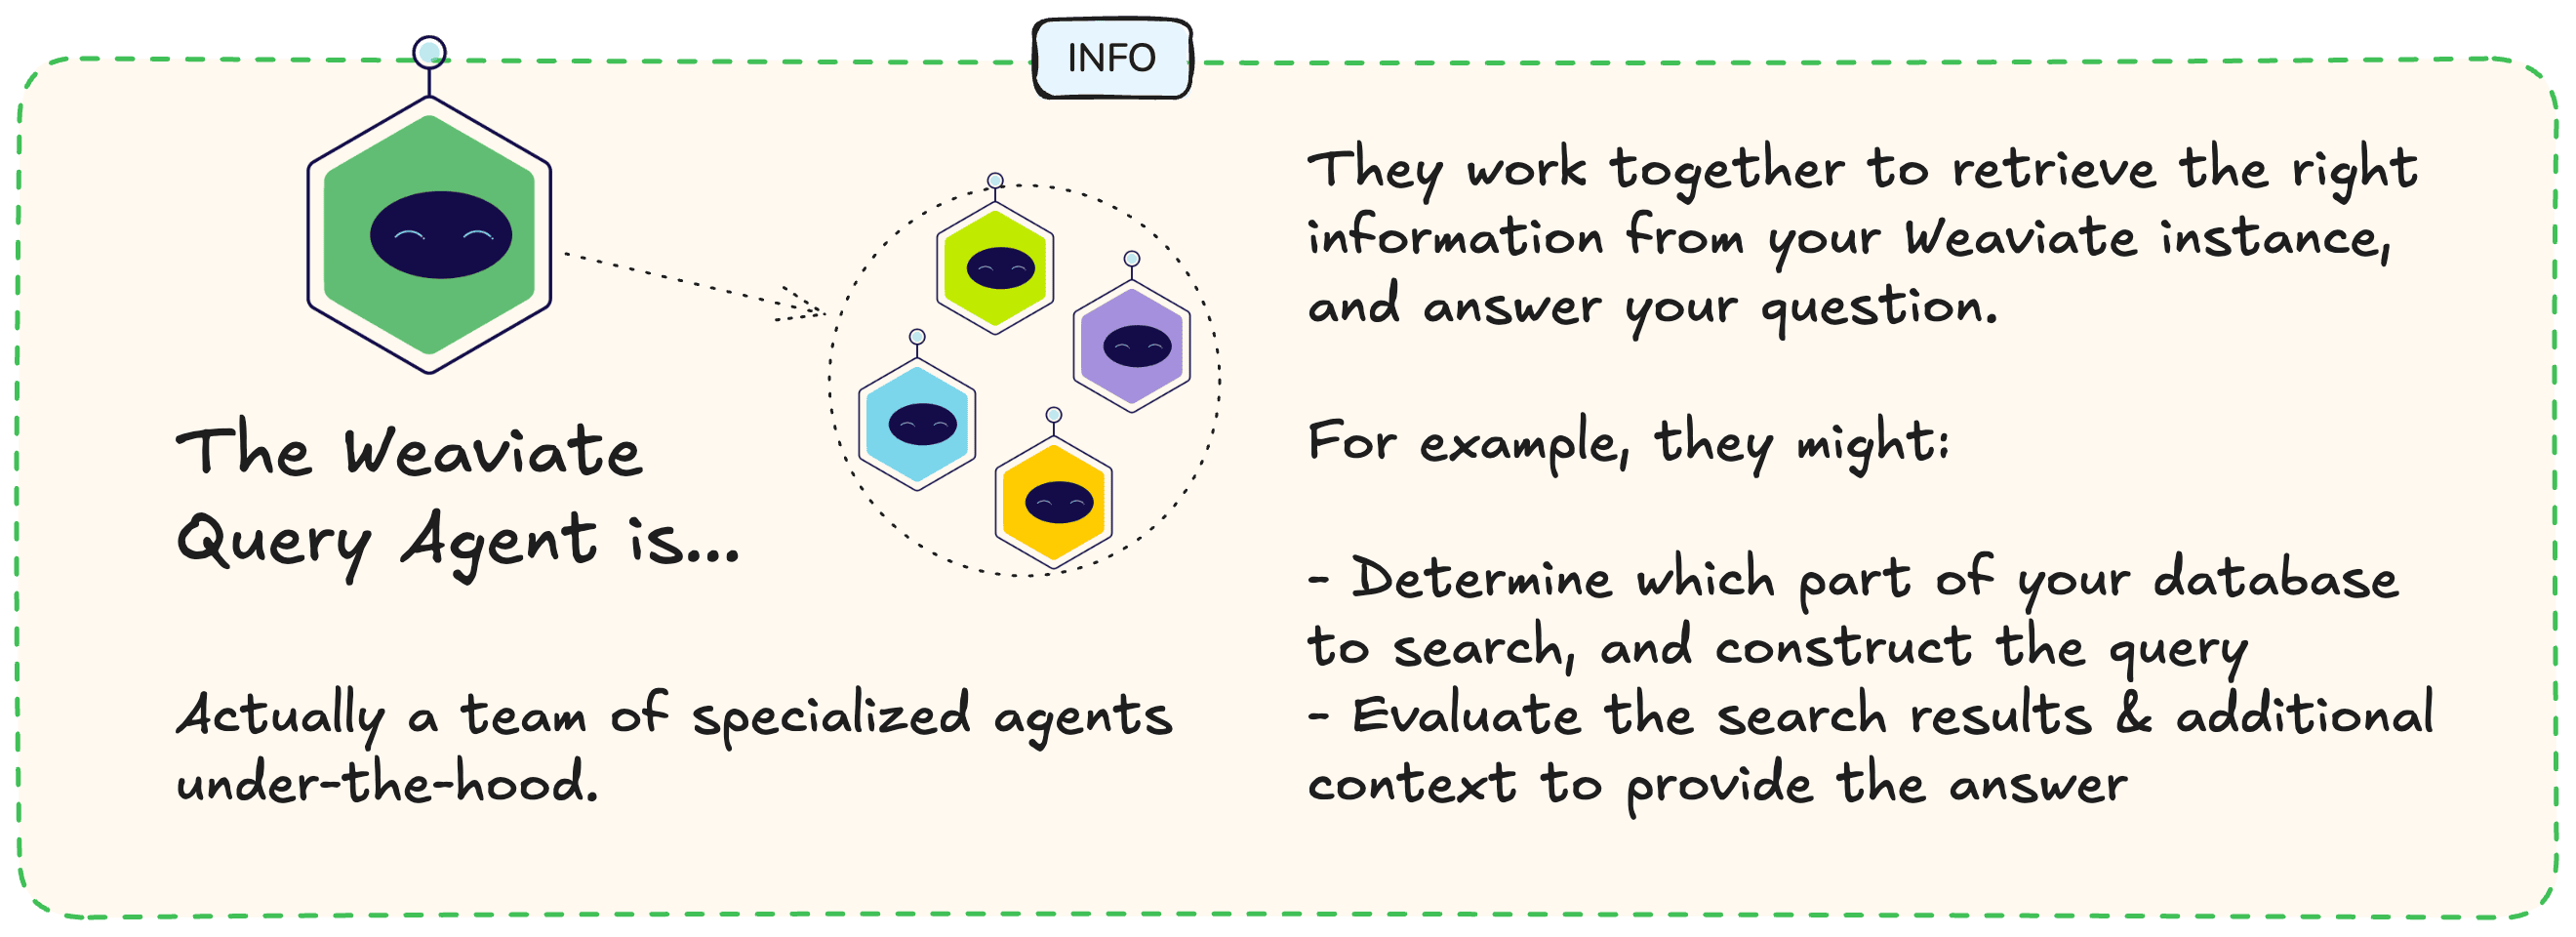 INFO
The Weaviate
Query Agent is...
Actually a team of specialized agents
under-the-hood.
They work together to retrieve the right
information from your Weaviate instance,
and answer your question.
For example, they might:
- Determine which part of your database
to search, and construct the query
- Evaluate the search results & additional
context to provide the answer